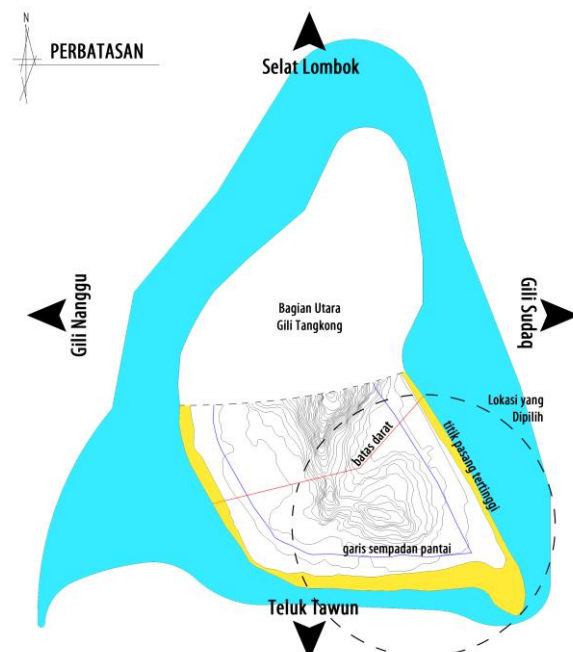 N
PERBATASAN
Selat Lombok
Gili Nanggu
Gili Sudaq
Bagian Utara
Gili Tangkong
Lokasi yang
Dipilih
batas darat
titik pasang tertinggi
garis sempadan pantai
Teluk Tawun